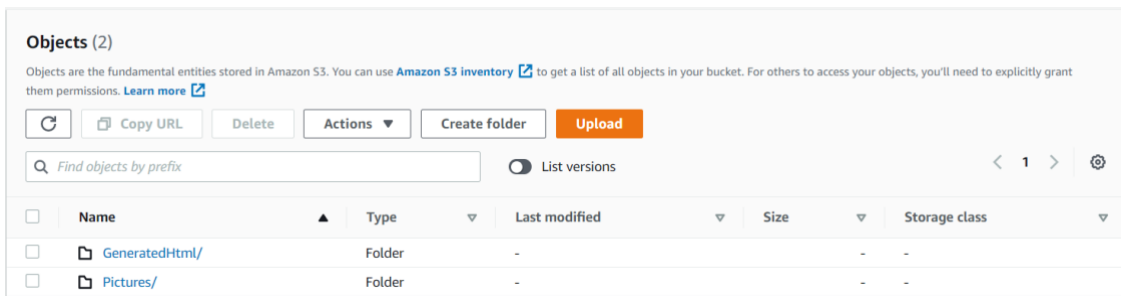 Objects (2)
Objects are the fundamental entities stored in Amazon S3. You can use Amazon S3 inventory to get a list of all objects in your bucket. For others to access your objects, you'll need to explicitly grant
them permissions. Learn more
Copy URL Delete Actions Create folder Upload
Find objects by prefix List versions 1
Name Type Last modified Size Storage class
GeneratedHtml/ Folder - - -
Pictures/ Folder - - -